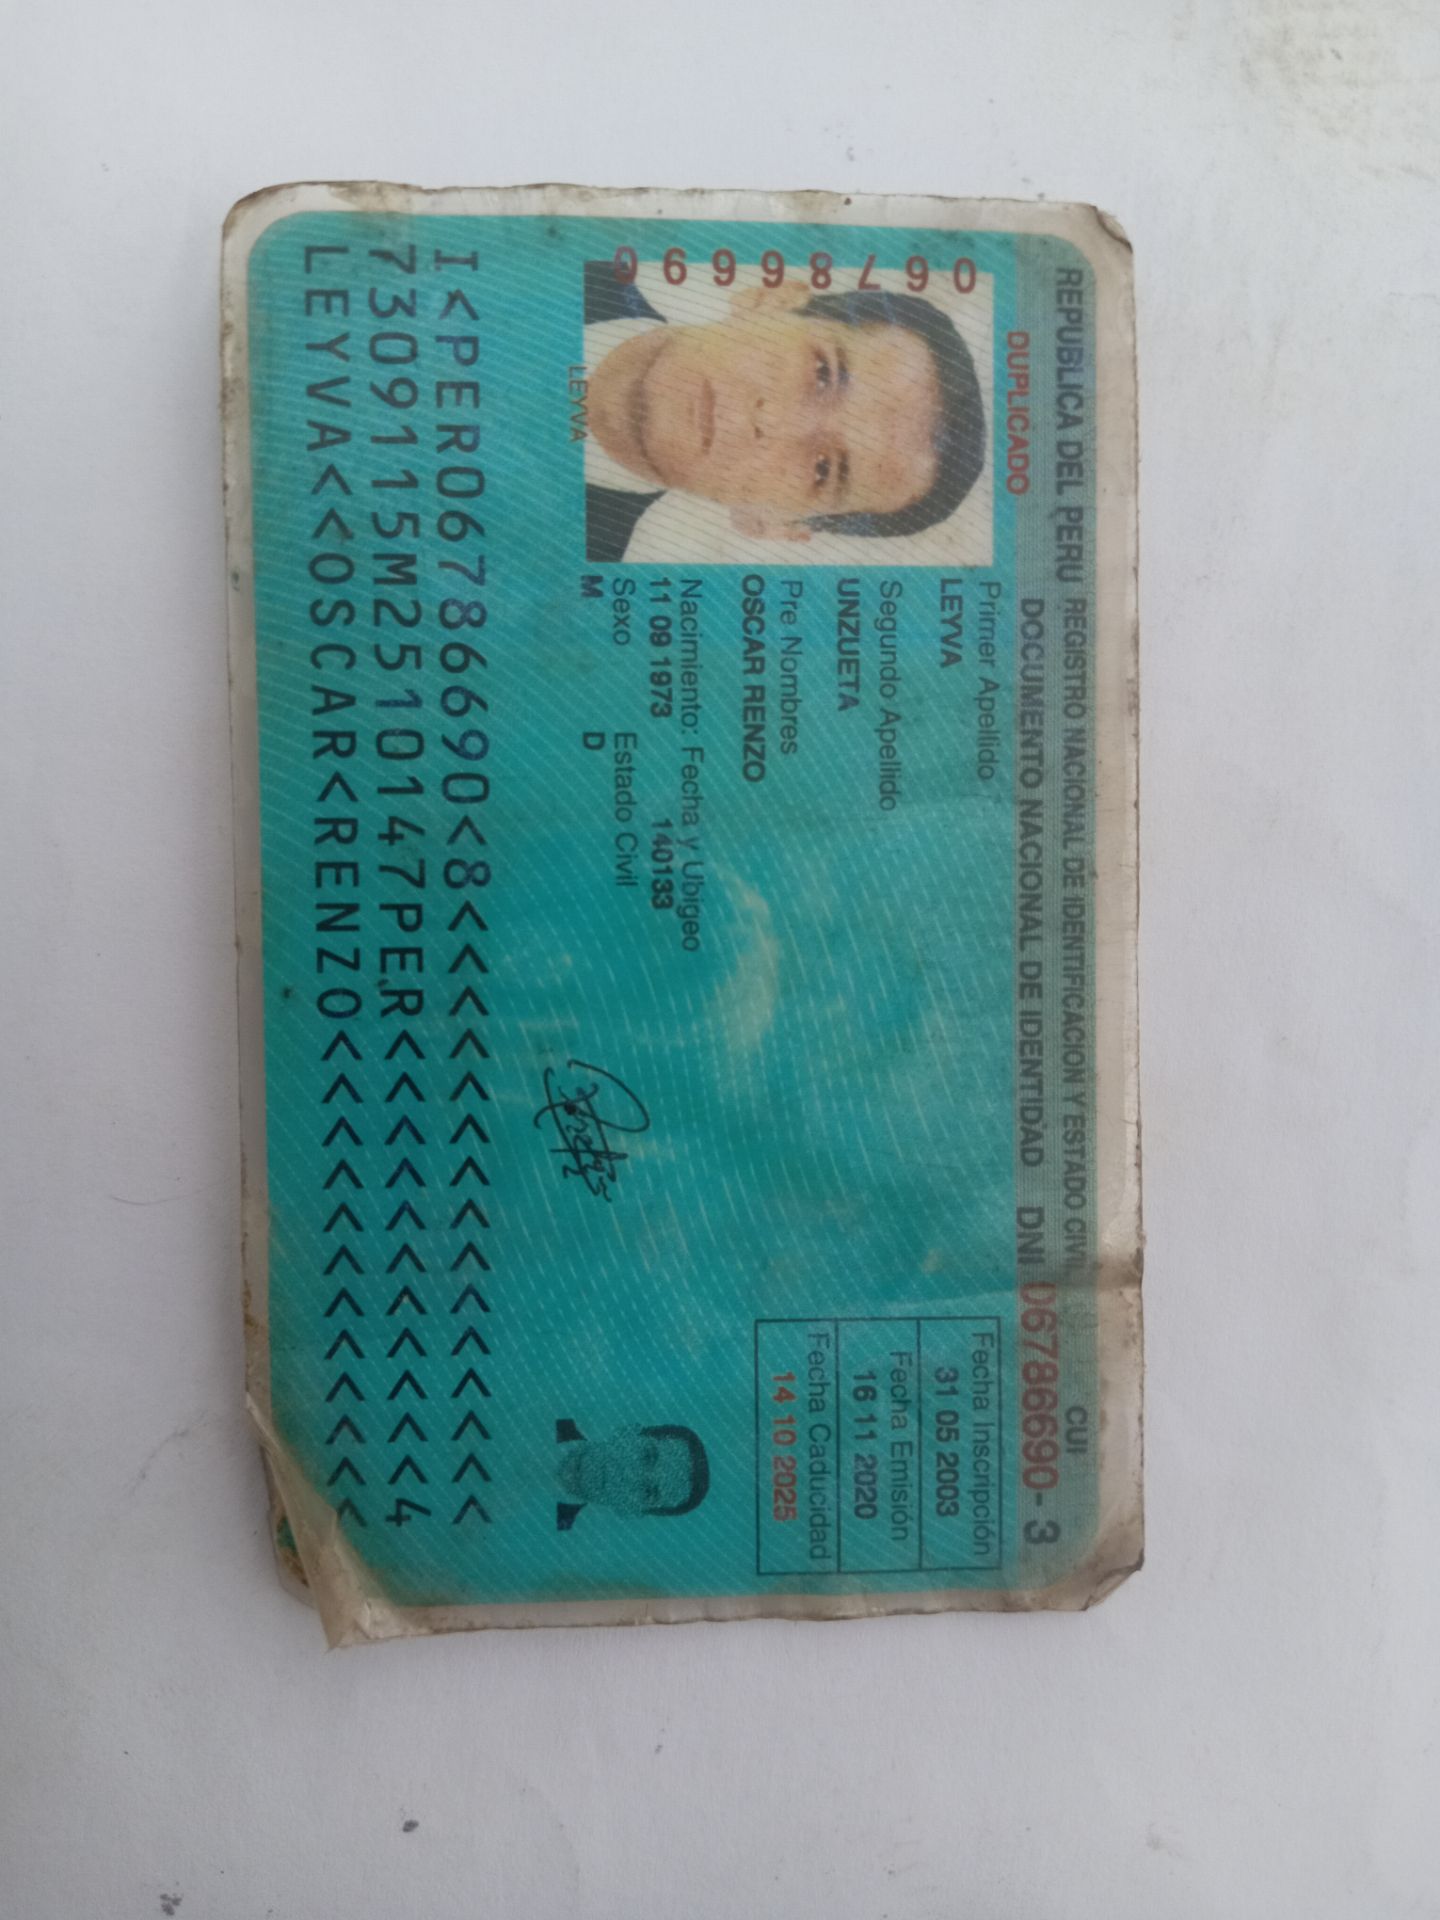 REPUBLICA DEL PERU REGISTRO NACIONAL DE IDENTIFICACION Y ESTADO CIVIL
CUI
DOCUMENTO NACIONAL DE IDENTIDAD DNI 06786690 - 3
DUPLICADO
06786690
LEYVA
Primer Apellido
LEYVA
Segundo Apellido
UNZUETA
Pre Nombres
OSCAR RENZO
Nacimiento: Fecha y Ubigeo
11 09 1973 140133
Sexo Estado Civil
M D
Fecha Inscripción
31 05 2003
Fecha Emisión
16 11 2020
Fecha Caducidad
14 10 2025
I<PER06786690<8<<<<<<<<<<<<<<<
7309115M2510147PER<<<<<<<<<<<4
LEYVA<<OSCAR<RENZO<<<<<<<<<<<<